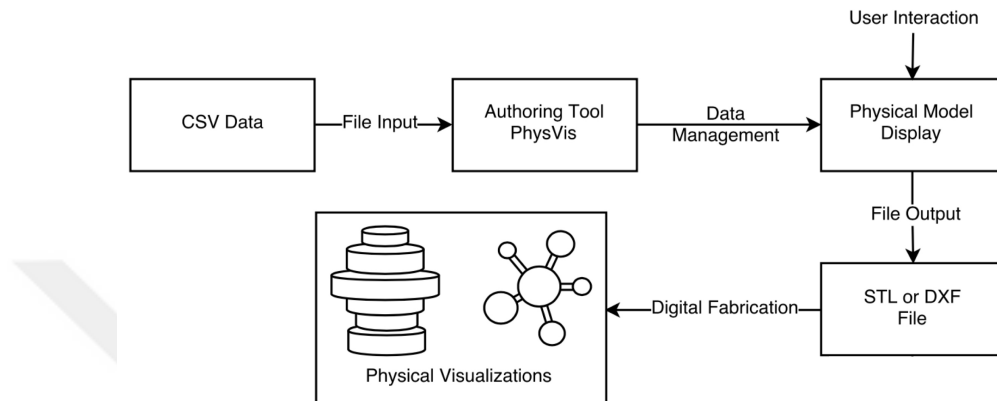 User Interaction
CSV Data
File Input
Authoring Tool
PhysVis
Data
Management
Physical Model
Display
File Output
STL or DXF
File
Digital Fabrication
Physical Visualizations